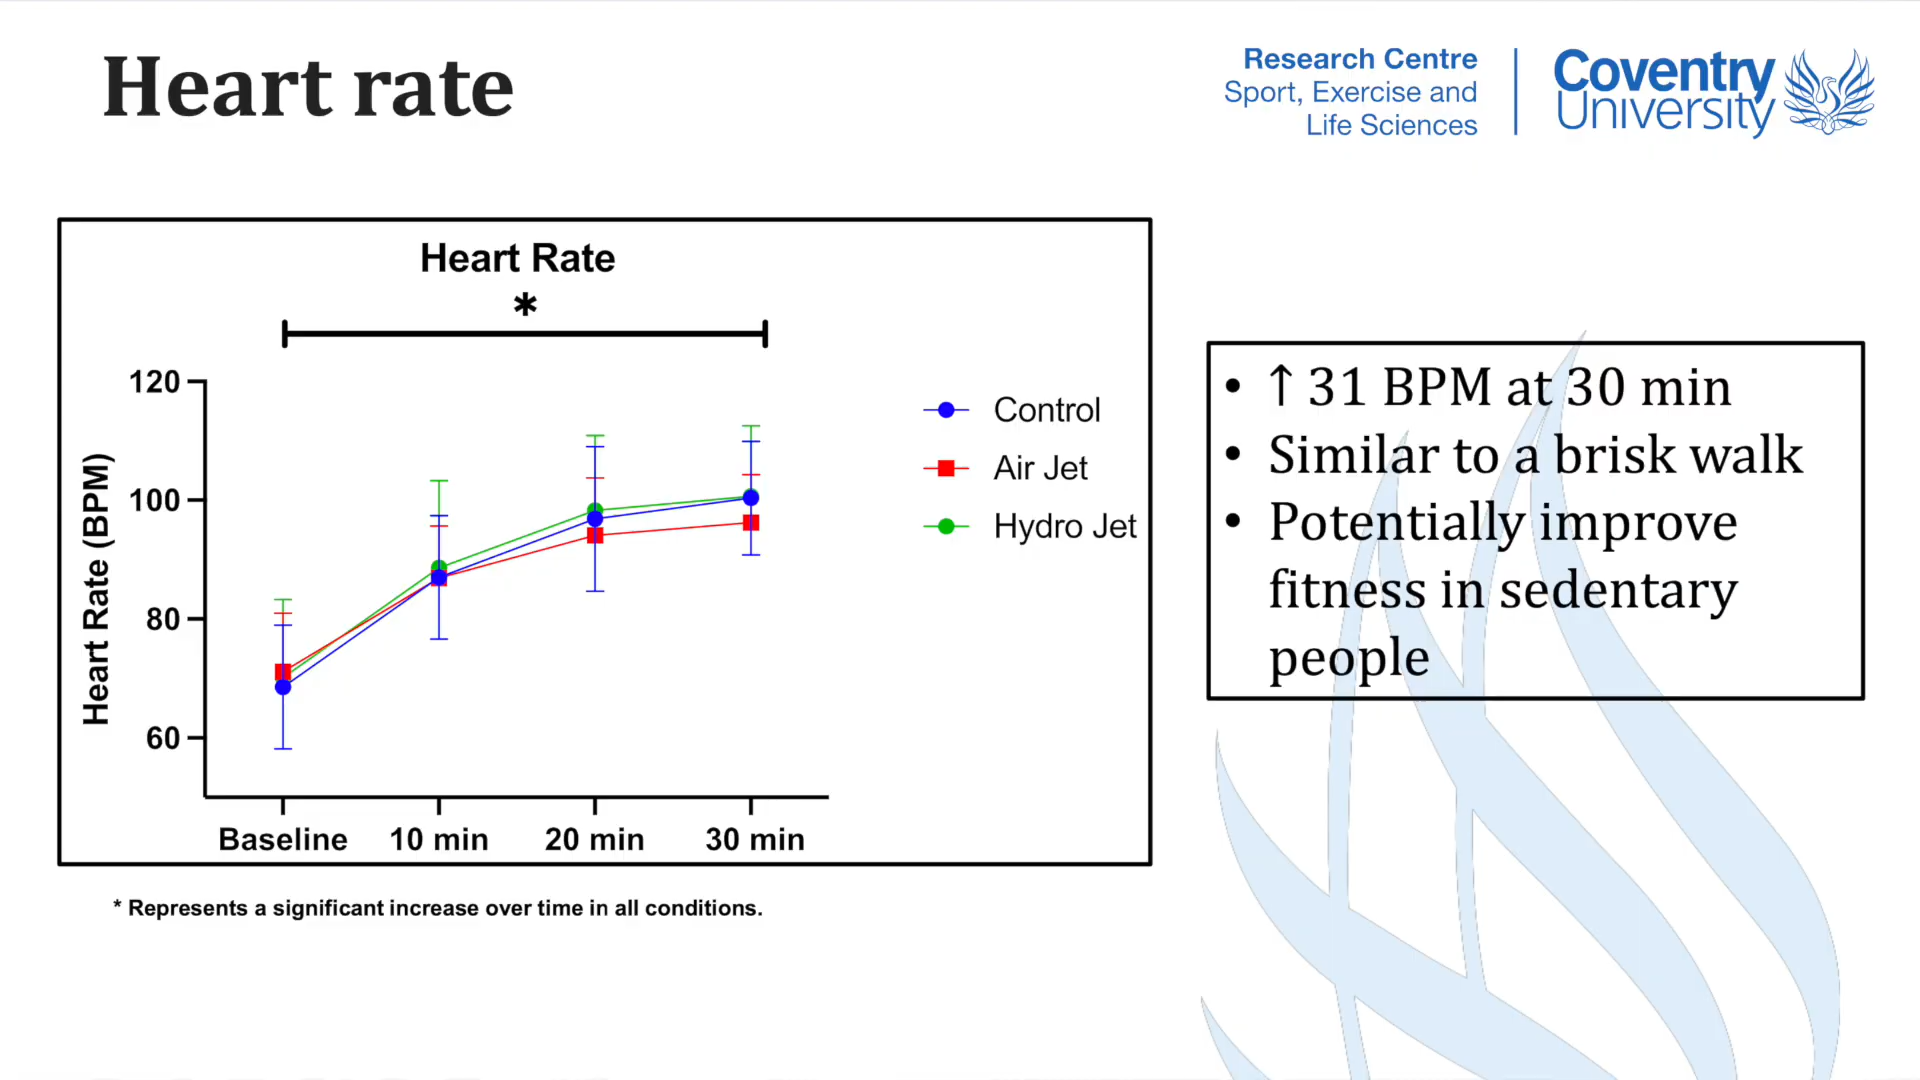 Heart rate
Research Centre
Sport, Exercise and
Life Sciences
Coventry
University
Heart Rate
*
120
100
80
60
Heart Rate (BPM)
Baseline 10 min 20 min 30 min
Control
Air Jet
Hydro Jet
* Represents a significant increase over time in all conditions.
• ↑ 31 BPM at 30 min
• Similar to a brisk walk
• Potentially improve
fitness in sedentary
people